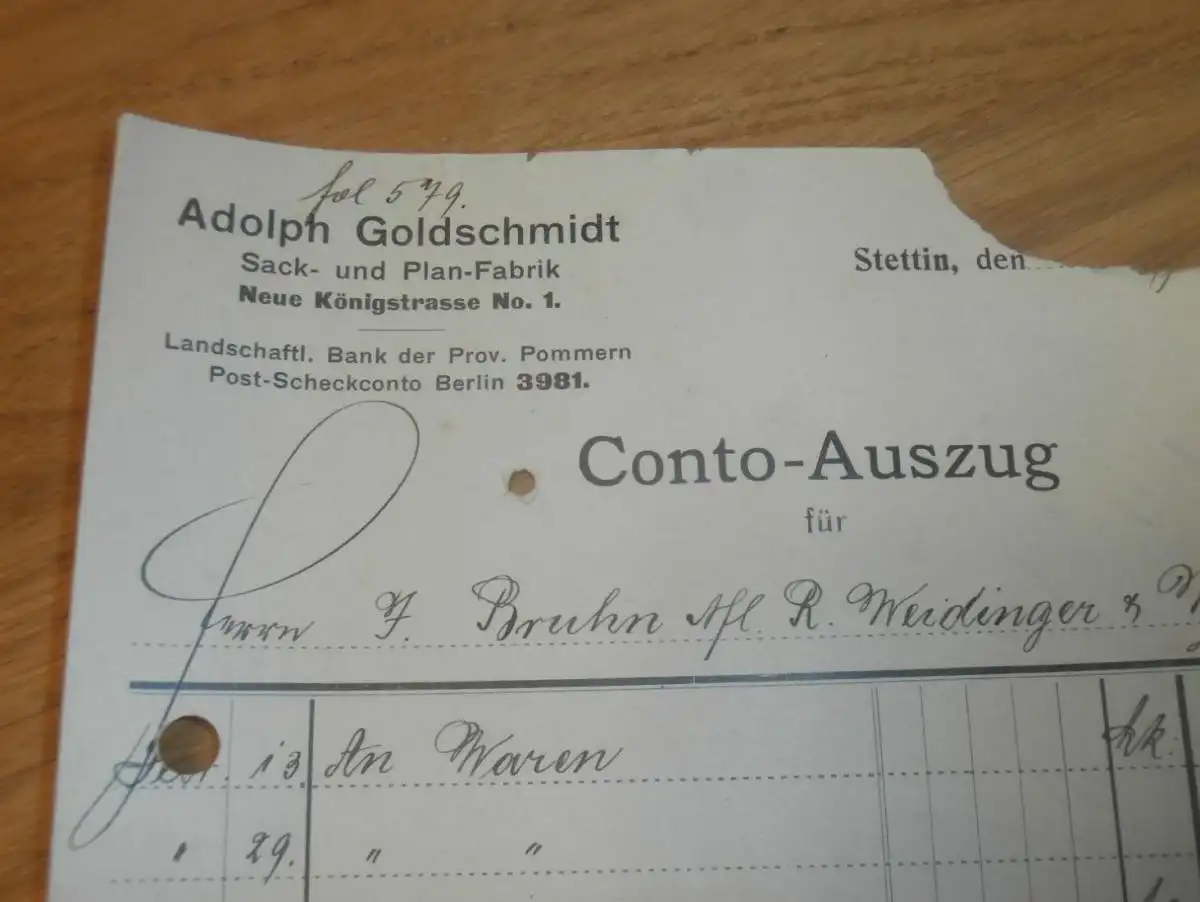 fol 579.
Adolph Goldschmidt
Sack- und Plan-Fabrik
Neue Königstrasse No. 1.
Landschaftl. Bank der Prov. Pommern
Post-Scheckconto Berlin 3981.
Stettin, den
Conto-Auszug
für
Herrn J. Bruhn Nfl. R. Weidinger &
13. An Waren
" 29. " "